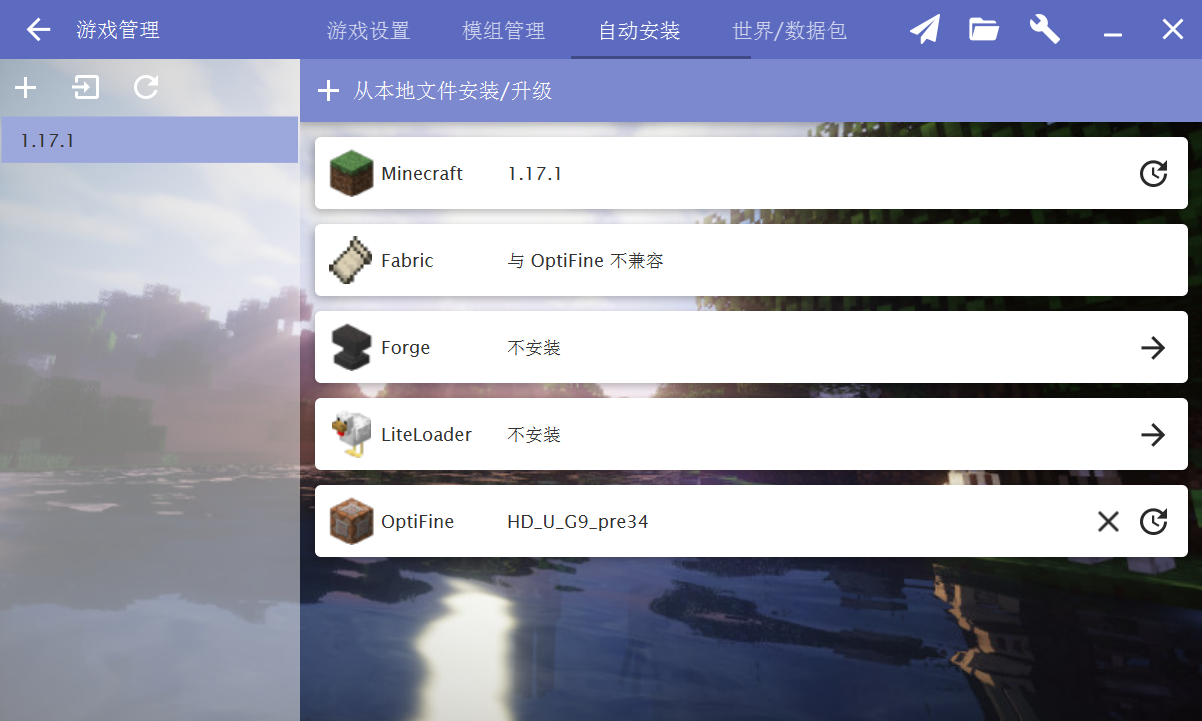 游戏管理
游戏设置 模组管理 自动安装 世界/数据包
从本地文件安装/升级
1.17.1
Minecraft 1.17.1
Fabric 与 OptiFine 不兼容
Forge 不安装
LiteLoader 不安装
OptiFine HD_U_G9_pre34